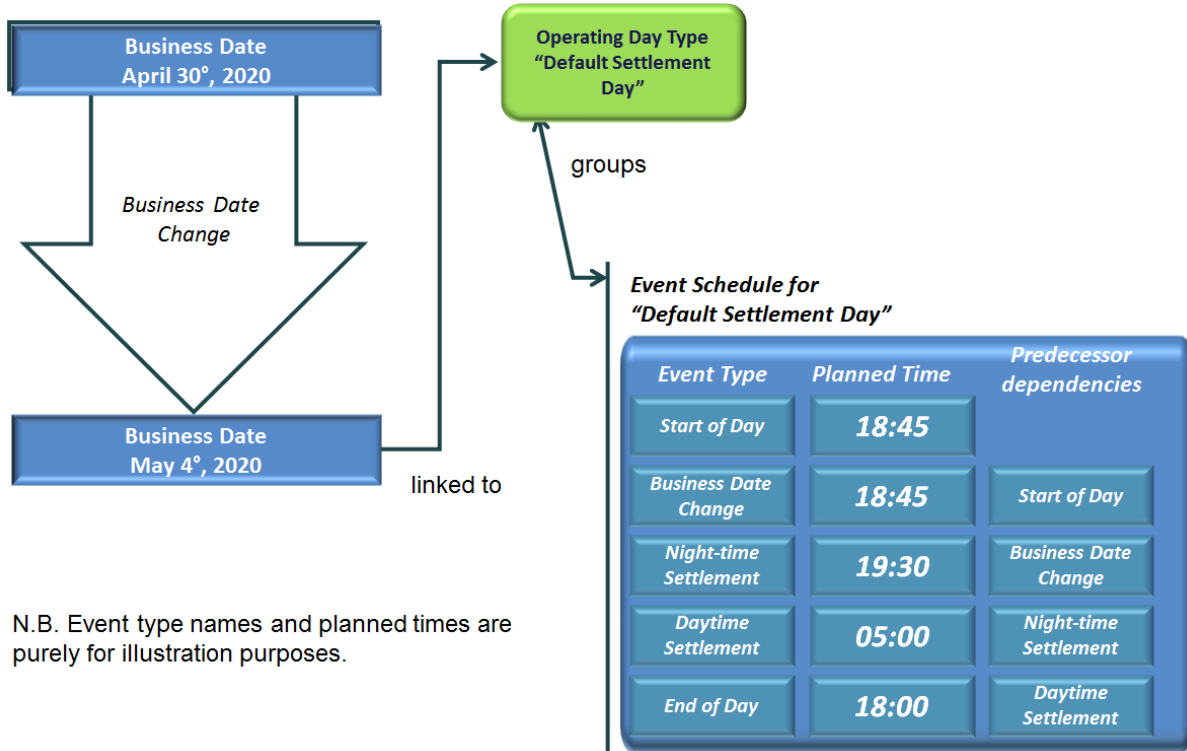 Business Date
April 30°, 2020
Operating Day Type
“Default Settlement
Day”
groups
Business Date
Change
Business Date
May 4°, 2020
linked to
Event Schedule for
“Default Settlement Day”
Event Type
Planned Time
Predecessor
dependencies
Start of Day
18:45
Business Date
Change
18:45
Start of Day
Night-time
Settlement
19:30
Business Date
Change
Daytime
Settlement
05:00
Night-time
Settlement
End of Day
18:00
Daytime
Settlement
N.B. Event type names and planned times are
purely for illustration purposes.